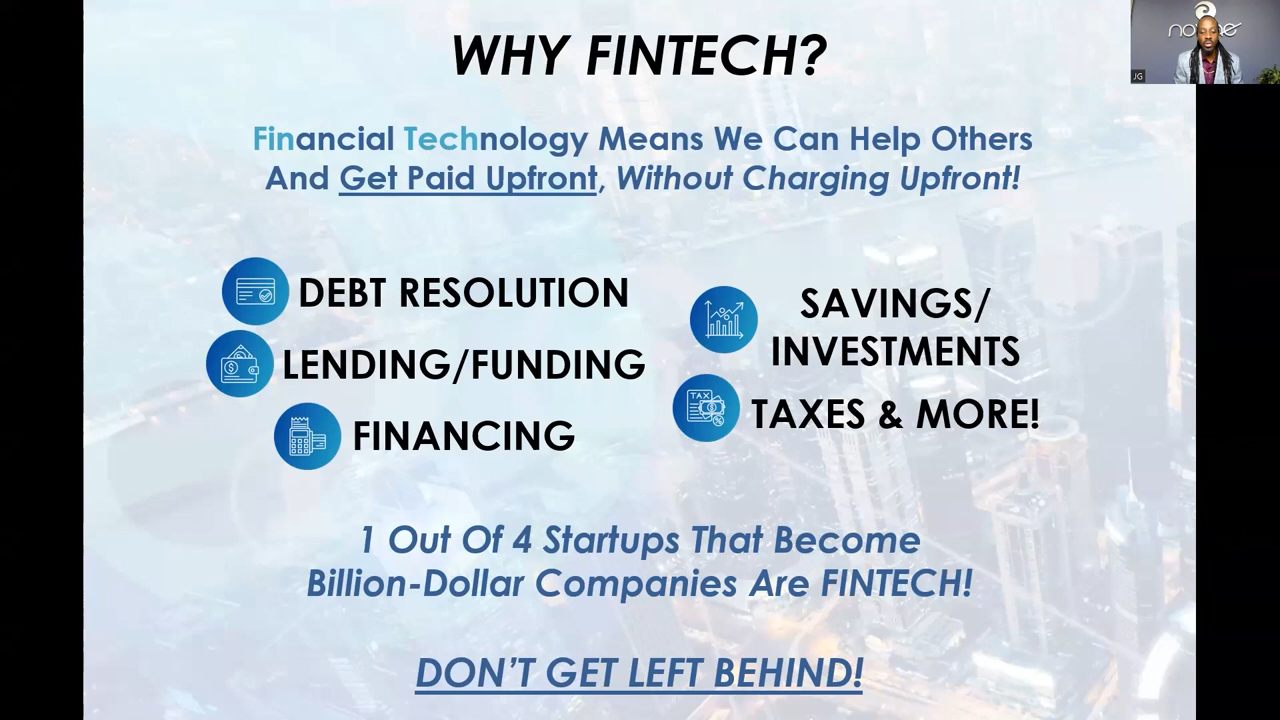 WHY FINTECH?
Financial Technology Means We Can Help Others
And Get Paid Upfront, Without Charging Upfront!
DEBT RESOLUTION
LENDING/FUNDING
FINANCING
SAVINGS/
INVESTMENTS
TAX
TAXES & MORE!
1 Out Of 4 Startups That Become
Billion-Dollar Companies Are FINTECH!
DON'T GET LEFT BEHIND!
JG